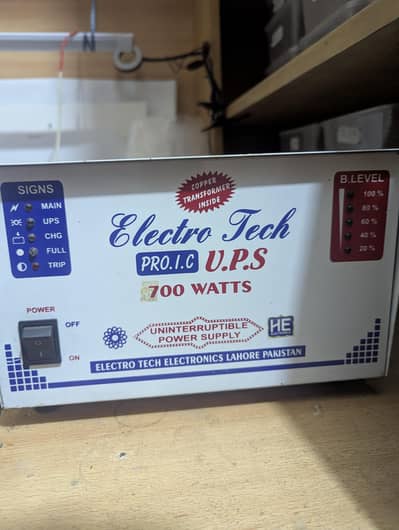 SIGNS
MAIN
UPS
CHG
FULL
TRIP
COPPER
TRANSFORMER
INSIDE
B.LEVEL
100 %
80 %
60 %
40 %
20 %
Electro Tech
PRO.I.C U.P.S
700 WATTS
POWER
OFF
ON
UNINTERRUPTIBLE
POWER SUPPLY
HE
ELECTRO TECH ELECTRONICS LAHORE PAKISTAN